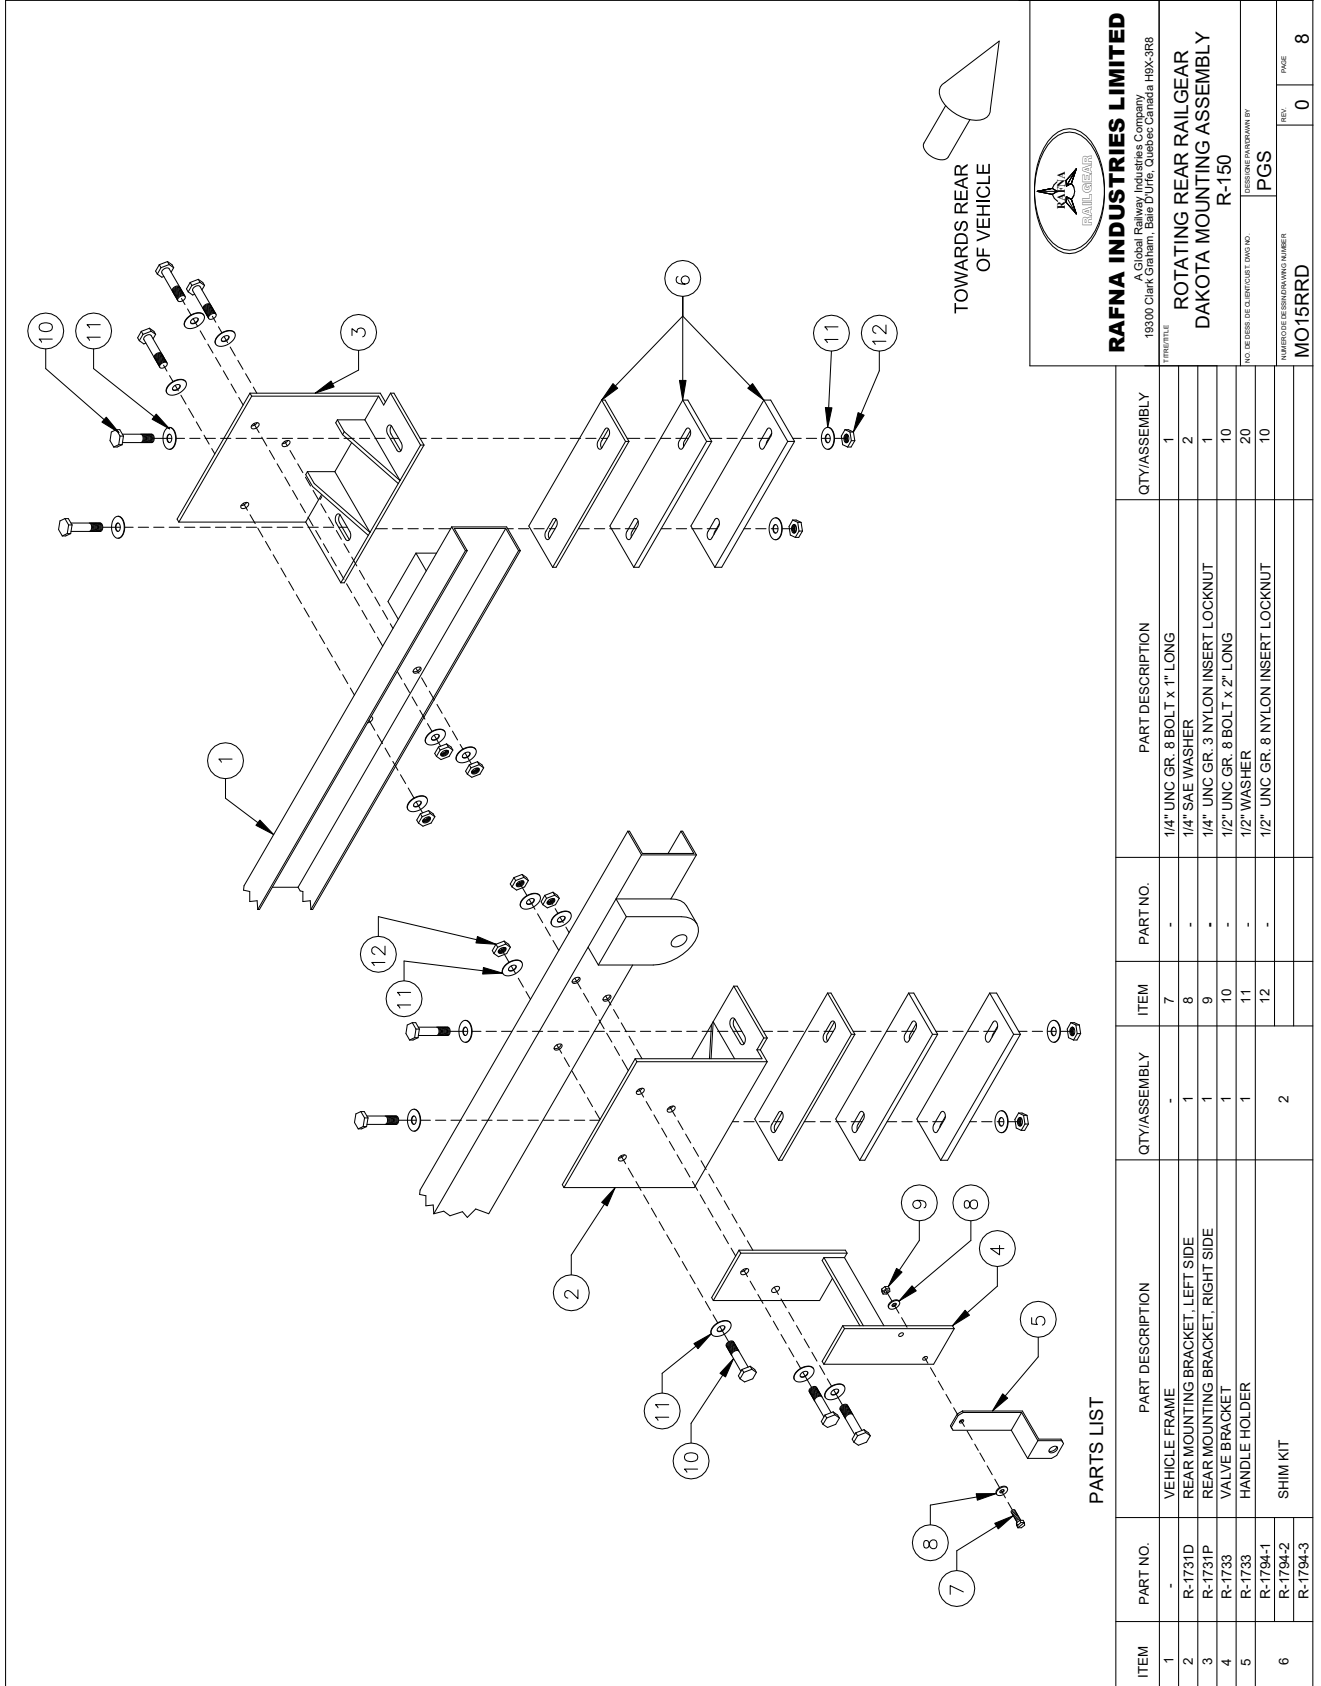 10
11
3
6
11
12
1
12
11
2
9
8
4
5
11
10
8
7
TOWARDS REAR
OF VEHICLE
PARTS LIST
ITEM PART NO. PART DESCRIPTION QTY/ASSEMBLY ITEM PART NO. PART DESCRIPTION QTY/ASSEMBLY
1 - VEHICLE FRAME - 7 - 1/4" UNC GR. 8 BOLT x 1" LONG 1
2 R-1731D REAR MOUNTING BRACKET, LEFT SIDE 1 8 - 1/4" SAE WASHER 2
3 R-1731P REAR MOUNTING BRACKET, RIGHT SIDE 1 9 - 1/4" UNC GR. 3 NYLON INSERT LOCKNUT 1
4 R-1733 VALVE BRACKET 1 10 - 1/2" UNC GR. 8 BOLT x 2" LONG 10
5 R-1733 HANDLE HOLDER 1 11 - 1/2" WASHER 20
R-1794-1 12 - 1/2" UNC GR. 8 NYLON INSERT LOCKNUT 10
6 R-1794-2 SHIM KIT 2
R-1794-3
RAFNA
RAILGEAR
RAFNA INDUSTRIES LIMITED
A Global Railway Industries Company
19300 Clark Graham, Baie D'Urfe, Quebec Canada H9X-3R8
TITRE/TITLE
ROTATING REAR RAILGEAR
DAKOTA MOUNTING ASSEMBLY
R-150
NO. DE DESS. DE CLIENT/CUST. DWG NO.
DESSIGNE PAR/DRAWN BY
PGS
NUMERO DE DESSIN/DRAWING NUMBER
MO15RRD
REV.
0
PAGE
8